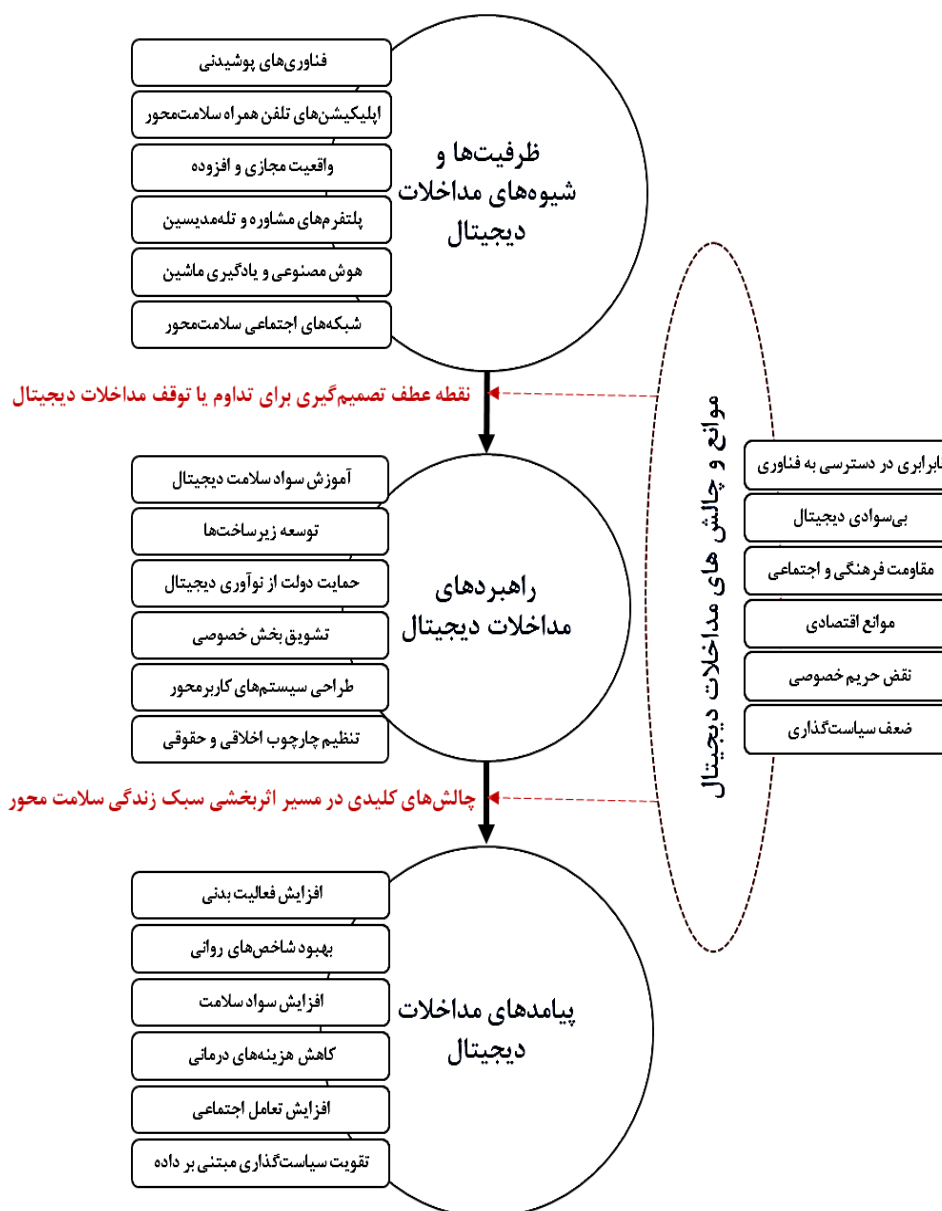 فناوری‌های پوشیدنی
اپلیکیشن‌های تلفن همراه سلامت‌محور
واقعیت مجازی و افزوده
پلتفرم‌های مشاوره و تله‌مدیسین
هوش مصنوعی و یادگیری ماشین
شبکه‌های اجتماعی سلامت‌محور
ظرفیت‌ها و
شیوه‌های مداخلات
دیجیتال
نقطه عطف تصمیم‌گیری برای تداوم یا توقف مداخلات دیجیتال
آموزش سواد سلامت دیجیتال
توسعه زیرساخت‌ها
حمایت دولت از نوآوری دیجیتال
تشویق بخش خصوصی
طراحی سیستم‌های کاربرمحور
تنظیم چارچوب اخلاقی و حقوقی
راهبردهای
مداخلات دیجیتال
موانع و چالش های مداخلات دیجیتال
نابرابری در دسترسی به فناوری
بی‌سوادی دیجیتال
مقاومت فرهنگی و اجتماعی
موانع اقتصادی
نقض حریم خصوصی
ضعف سیاست‌گذاری
چالش‌های کلیدی در مسیر اثربخشی سبک زندگی سلامت محور
افزایش فعالیت بدنی
بهبود شاخص‌های روانی
افزایش سواد سلامت
کاهش هزینه‌های درمانی
افزایش تعامل اجتماعی
تقویت سیاست‌گذاری مبتنی بر داده
پیامدهای مداخلات
دیجیتال